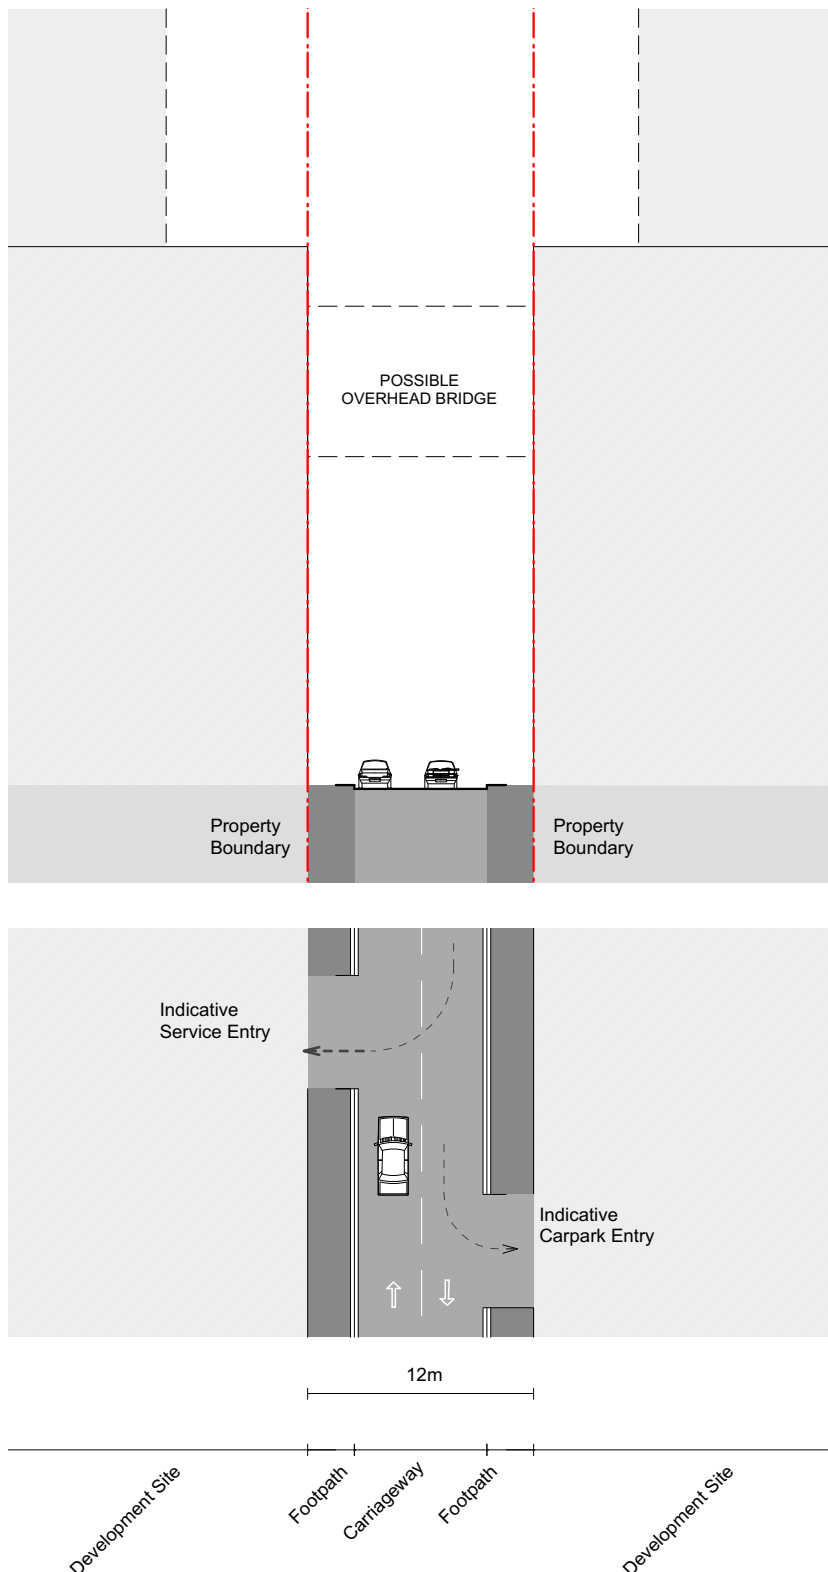 POSSIBLE
OVERHEAD BRIDGE
Property
Boundary
Property
Boundary
Indicative
Service Entry
Indicative
Carpark Entry
12m
Development Site
Footpath
Carriageway
Footpath
Development Site